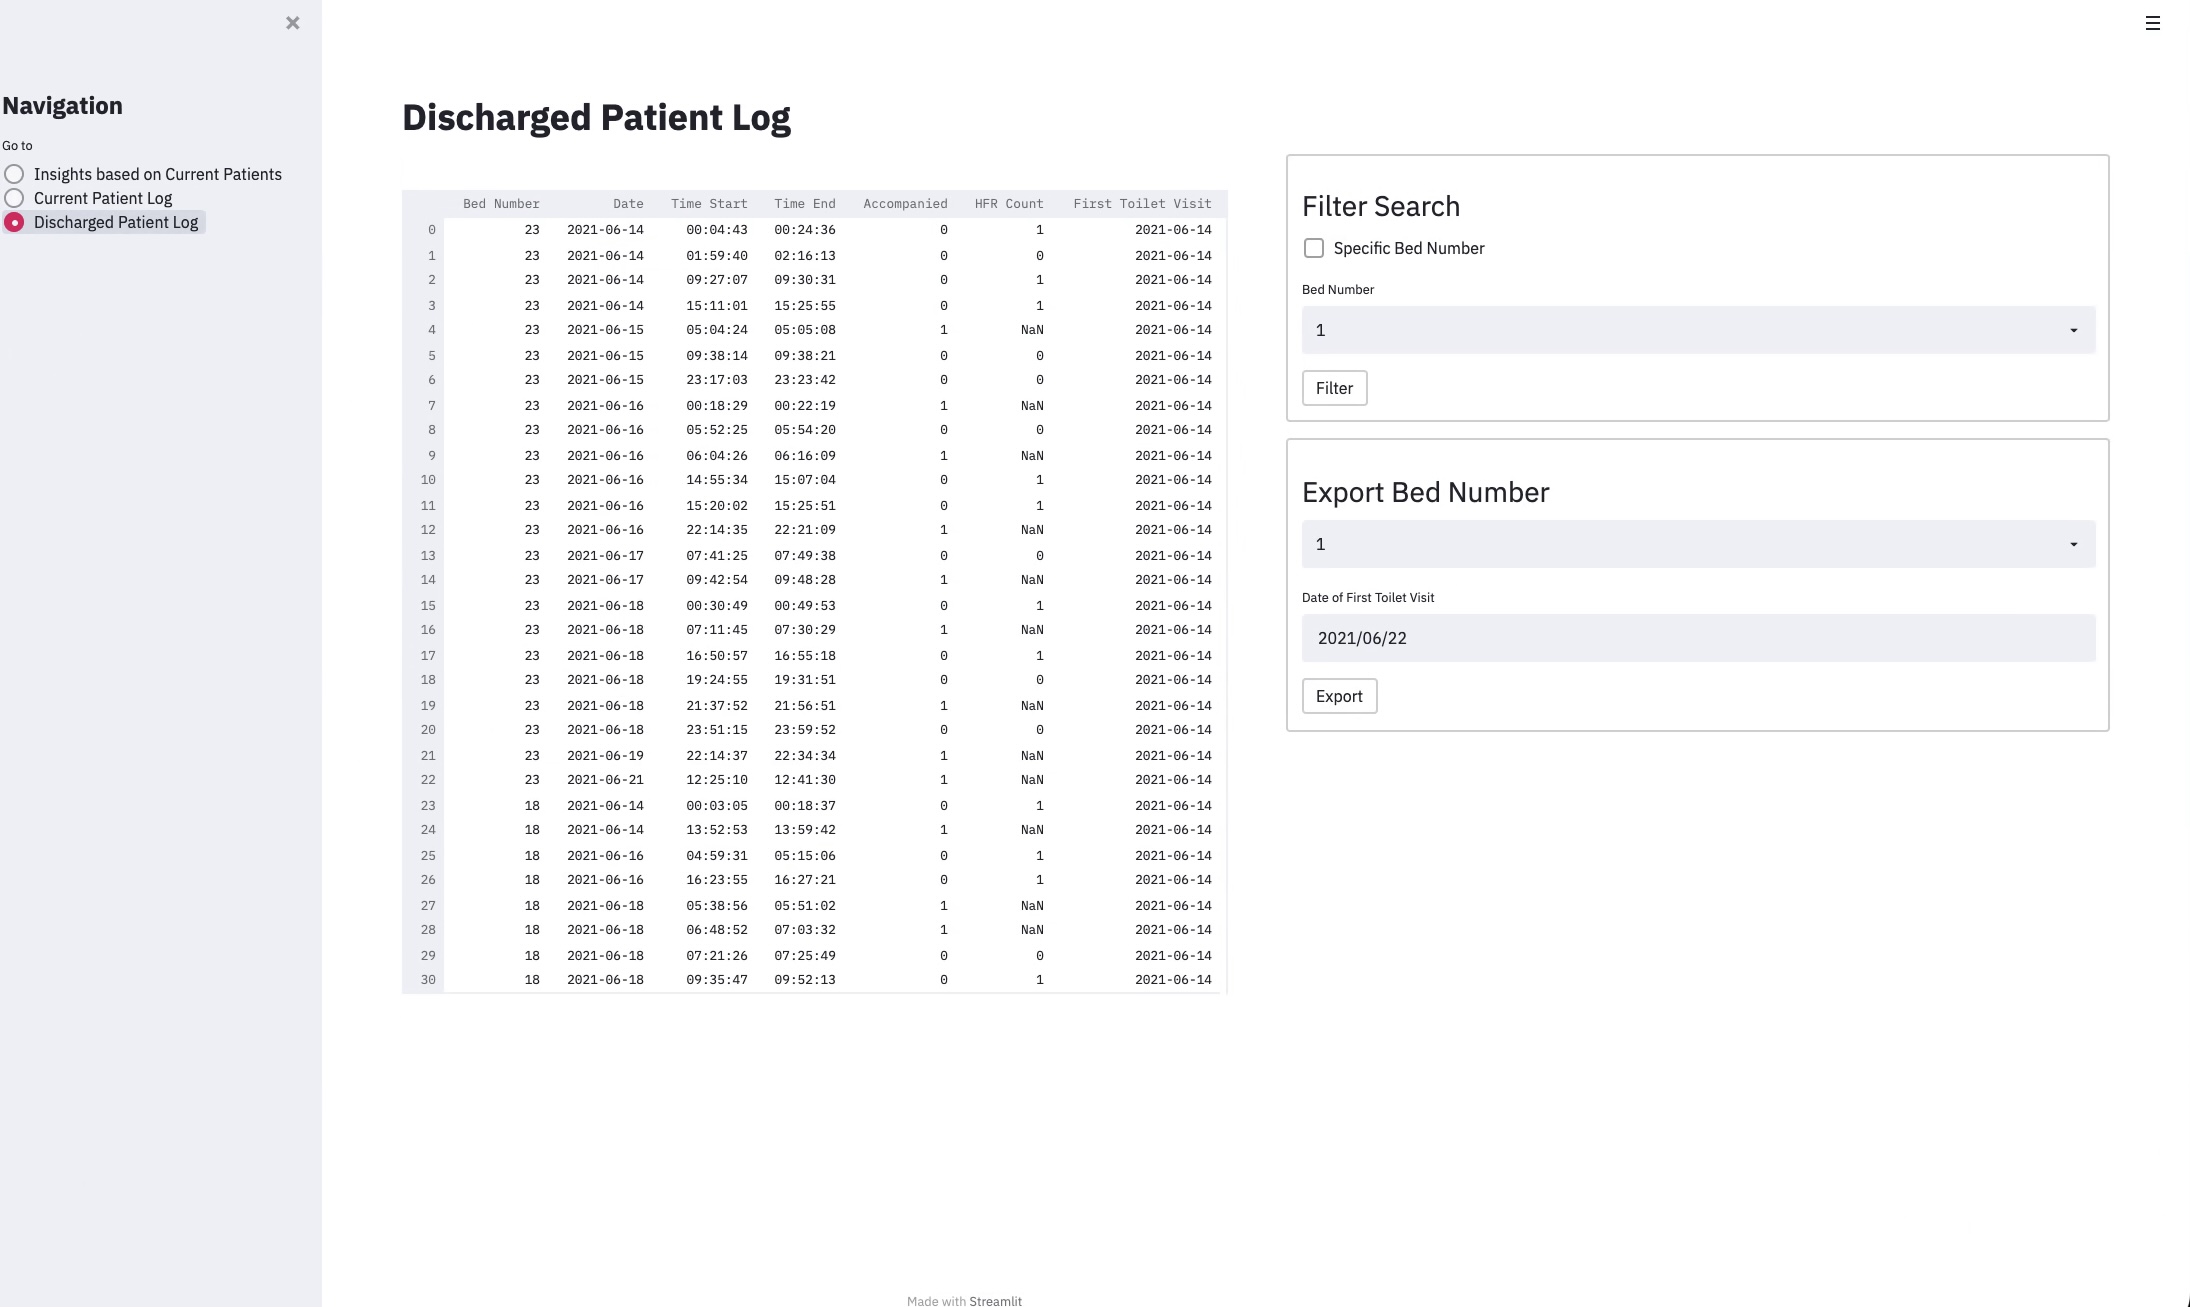 Navigation
Go to
Insights based on Current Patients
Current Patient Log
Discharged Patient Log
Discharged Patient Log
Bed Number Date Time Start Time End Accompanied HFR Count First Toilet Visit
0 23 2021-06-14 00:04:43 00:24:36 0 1 2021-06-14
1 23 2021-06-14 01:59:40 02:16:13 0 0 2021-06-14
2 23 2021-06-14 09:27:07 09:30:31 0 1 2021-06-14
3 23 2021-06-14 15:11:01 15:25:55 0 1 2021-06-14
4 23 2021-06-15 05:04:24 05:05:08 1 NaN 2021-06-14
5 23 2021-06-15 09:38:14 09:38:21 0 0 2021-06-14
6 23 2021-06-15 23:17:03 23:23:42 0 0 2021-06-14
7 23 2021-06-16 00:18:29 00:22:19 1 NaN 2021-06-14
8 23 2021-06-16 05:52:25 05:54:20 0 0 2021-06-14
9 23 2021-06-16 06:04:26 06:16:09 1 NaN 2021-06-14
10 23 2021-06-16 14:55:34 15:07:04 0 1 2021-06-14
11 23 2021-06-16 15:20:02 15:25:51 0 1 2021-06-14
12 23 2021-06-16 22:14:35 22:21:09 1 NaN 2021-06-14
13 23 2021-06-17 07:41:25 07:49:38 0 0 2021-06-14
14 23 2021-06-17 09:42:54 09:48:28 1 NaN 2021-06-14
15 23 2021-06-18 00:30:49 00:49:53 0 1 2021-06-14
16 23 2021-06-18 07:11:45 07:30:29 1 NaN 2021-06-14
17 23 2021-06-18 16:50:57 16:55:18 0 1 2021-06-14
18 23 2021-06-18 19:24:55 19:31:51 0 0 2021-06-14
19 23 2021-06-18 21:37:52 21:56:51 1 NaN 2021-06-14
20 23 2021-06-18 23:51:15 23:59:52 0 0 2021-06-14
21 23 2021-06-19 22:14:37 22:34:34 1 NaN 2021-06-14
22 23 2021-06-21 12:25:10 12:41:30 1 NaN 2021-06-14
23 18 2021-06-14 00:03:05 00:18:37 0 1 2021-06-14
24 18 2021-06-14 13:52:53 13:59:42 1 NaN 2021-06-14
25 18 2021-06-16 04:59:31 05:15:06 0 1 2021-06-14
26 18 2021-06-16 16:23:55 16:27:21 0 1 2021-06-14
27 18 2021-06-18 05:38:56 05:51:02 1 NaN 2021-06-14
28 18 2021-06-18 06:48:52 07:03:32 1 NaN 2021-06-14
29 18 2021-06-18 07:21:26 07:25:49 0 0 2021-06-14
30 18 2021-06-18 09:35:47 09:52:13 0 1 2021-06-14
Filter Search
Specific Bed Number
Bed Number
1
Filter
Export Bed Number
1
Date of First Toilet Visit
2021/06/22
Export
Made with Streamlit